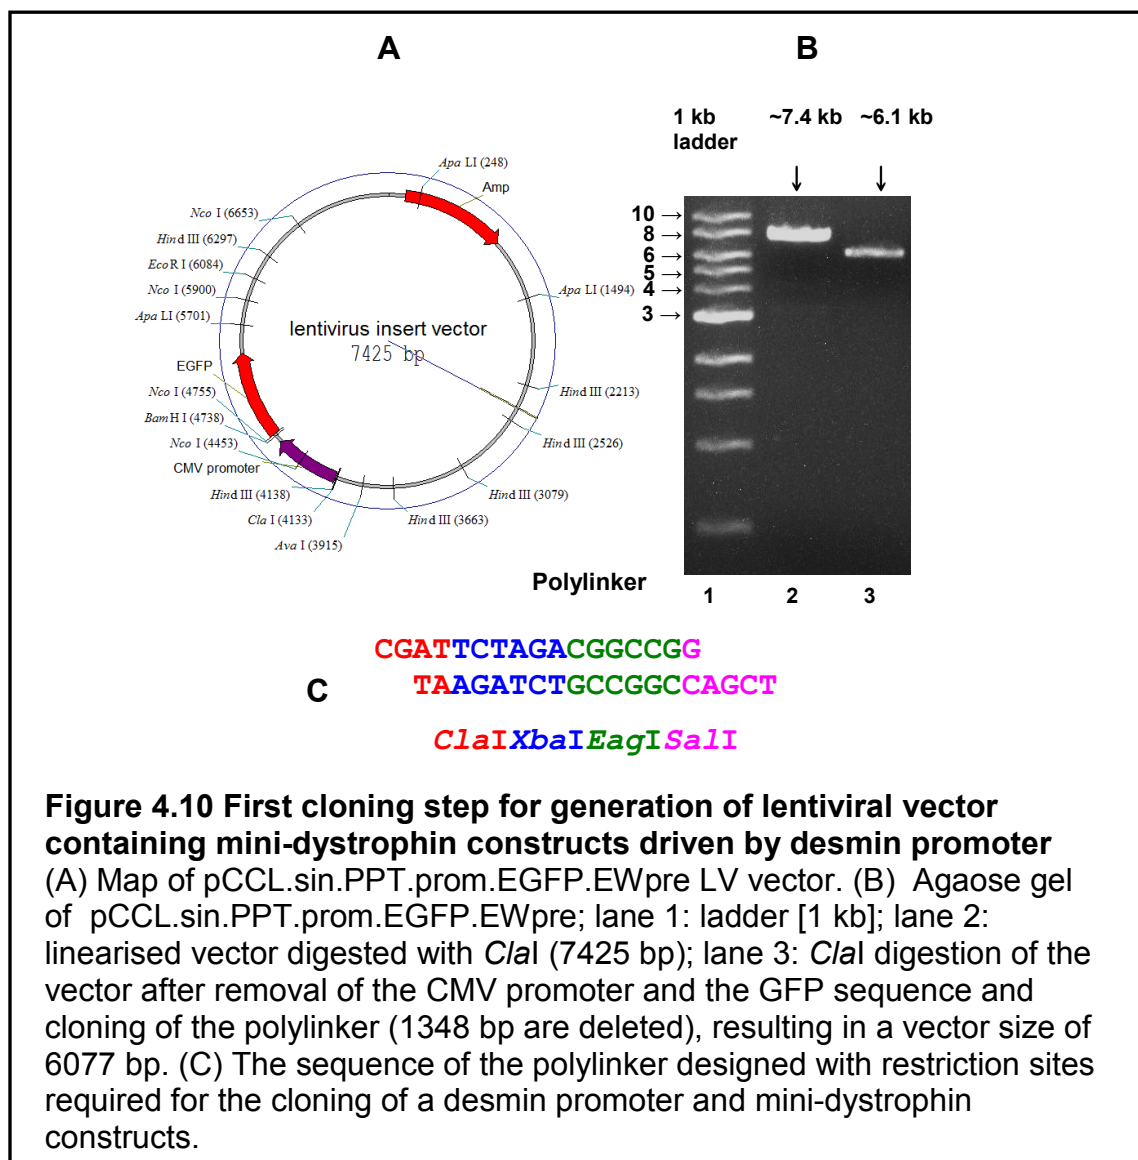 A
B
1 kb
ladder
~7.4 kb
~6.1 kb
Apa LI (248)
Amp
Nco I (6653)
Hind III (6297)
EcoR I (6084)
Nco I (5900)
Apa LI (5701)
Apa LI (1494)
lentivirus insert vector
7425 bp
EGFP
Nco I (4755)
BamH I (4738)
Nco I (4453)
CMV promoter
Hind III (4138)
Cla I (4133)
Ava I (3915)
Hind III (2213)
Hind III (2526)
Hind III (3079)
Hind III (3663)
10 →
8 →
6 →
5 →
4 →
3 →
1
2
3
Polylinker
CGATTCTAGACGGCCGG
C
TAAGATCTGCCGGCCAGCT
ClaIXbaIEagISalI
Figure 4.10 First cloning step for generation of lentiviral vector
containing mini-dystrophin constructs driven by desmin promoter
(A) Map of pCCL.sin.PPT.prom.EGFP.EWpre LV vector. (B) Agaose gel
of pCCL.sin.PPT.prom.EGFP.EWpre; lane 1: ladder [1 kb]; lane 2:
linearised vector digested with ClaI (7425 bp); lane 3: ClaI digestion of the
vector after removal of the CMV promoter and the GFP sequence and
cloning of the polylinker (1348 bp are deleted), resulting in a vector size of
6077 bp. (C) The sequence of the polylinker designed with restriction sites
required for the cloning of a desmin promoter and mini-dystrophin
constructs.